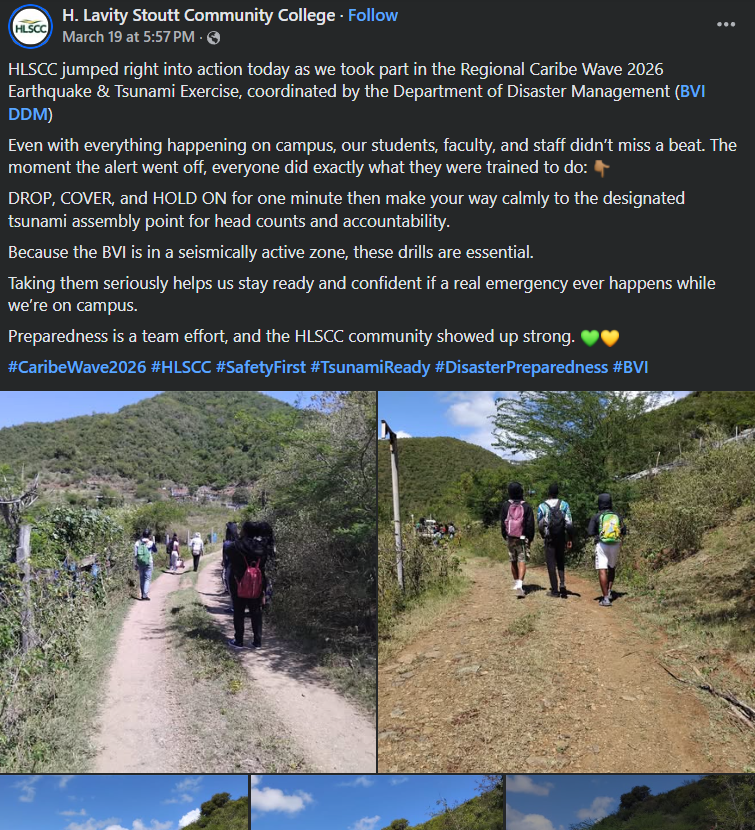 H. Lavity Stoutt Community College · Follow
HLSCC
March 19 at 5:57 PM ·
HLSCC jumped right into action today as we took part in the Regional Caribe Wave 2026
Earthquake & Tsunami Exercise, coordinated by the Department of Disaster Management (BVI
DDM)
Even with everything happening on campus, our students, faculty, and staff didn’t miss a beat. The
moment the alert went off, everyone did exactly what they were trained to do: 👇🏾
DROP, COVER, and HOLD ON for one minute then make your way calmly to the designated
tsunami assembly point for head counts and accountability.
Because the BVI is in a seismically active zone, these drills are essential.
Taking them seriously helps us stay ready and confident if a real emergency ever happens while
we’re on campus.
Preparedness is a team effort, and the HLSCC community showed up strong. 💚💛
#CaribeWave2026 #HLSCC #SafetyFirst #TsunamiReady #DisasterPreparedness #BVI